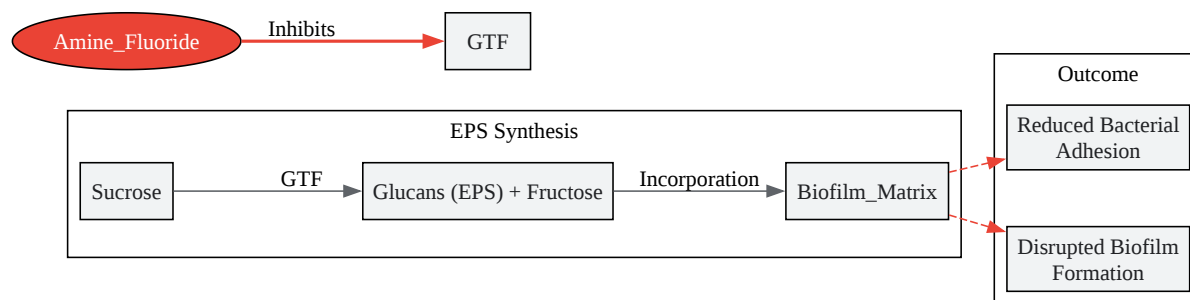 Amine_Fluoride
Inhibits
GTF
Outcome
EPS Synthesis
Sucrose
GTF
Glucans (EPS) + Fructose
Incorporation
Biofilm_Matrix
Reduced Bacterial
Adhesion
Disrupted Biofilm
Formation